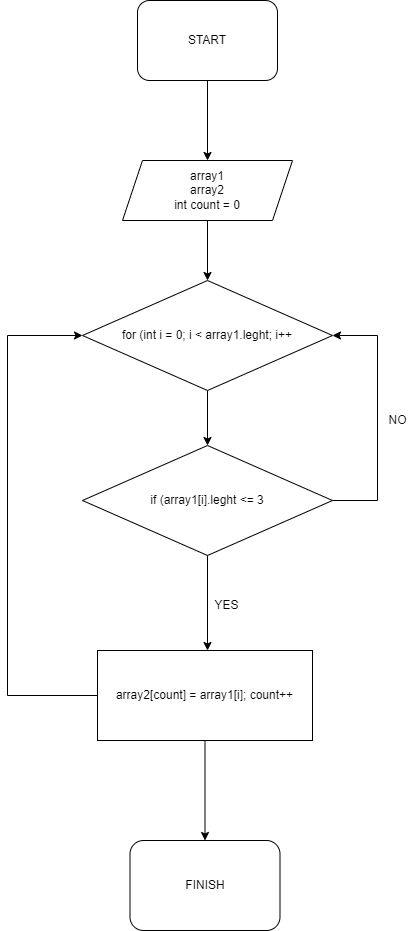 START
array1
array2
int count = 0
for (int i = 0; i < array1.leght; i++
NO
if (array1[i].leght <= 3
YES
array2[count] = array1[i]; count++
FINISH